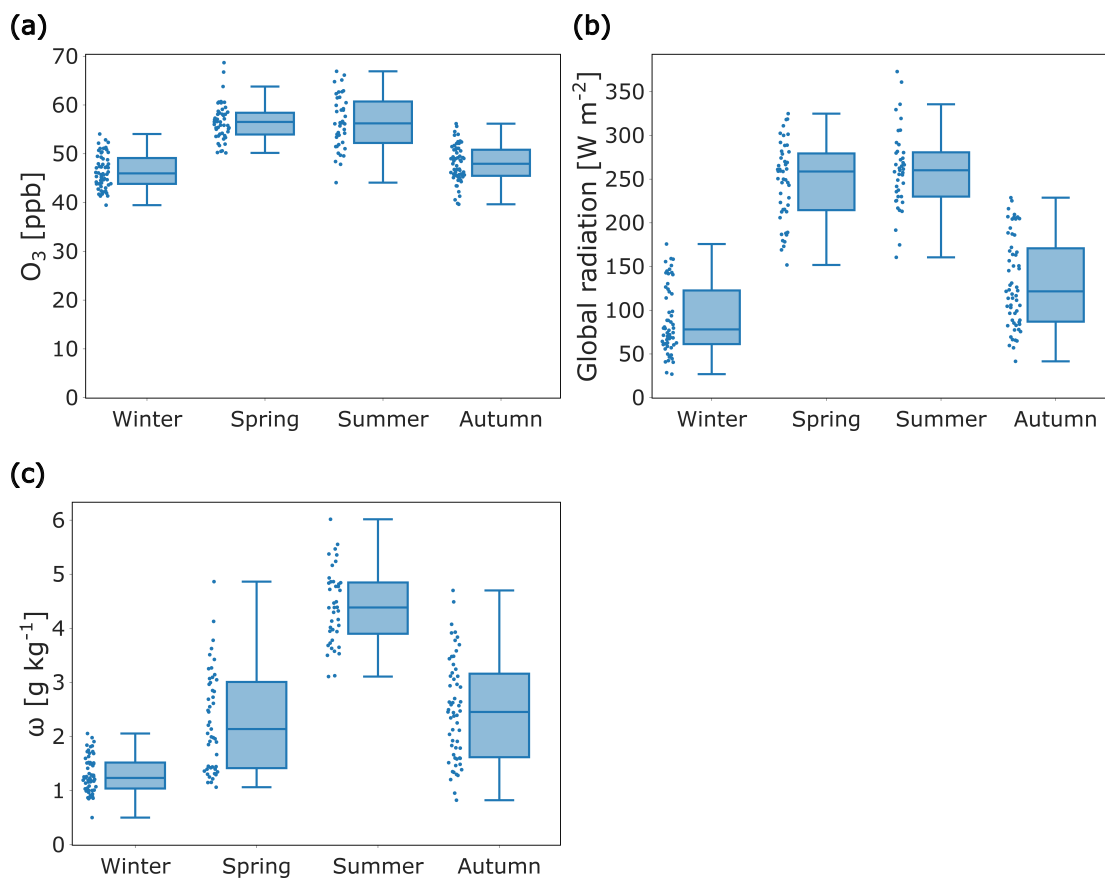 (a)
O₃ [ppb]
70
60
50
40
30
20
10
0
Winter Spring Summer Autumn
(b)
Global radiation [W m⁻²]
350
300
250
200
150
100
50
0
Winter Spring Summer Autumn
(c)
ω [g kg⁻¹]
6
5
4
3
2
1
0
Winter Spring Summer Autumn